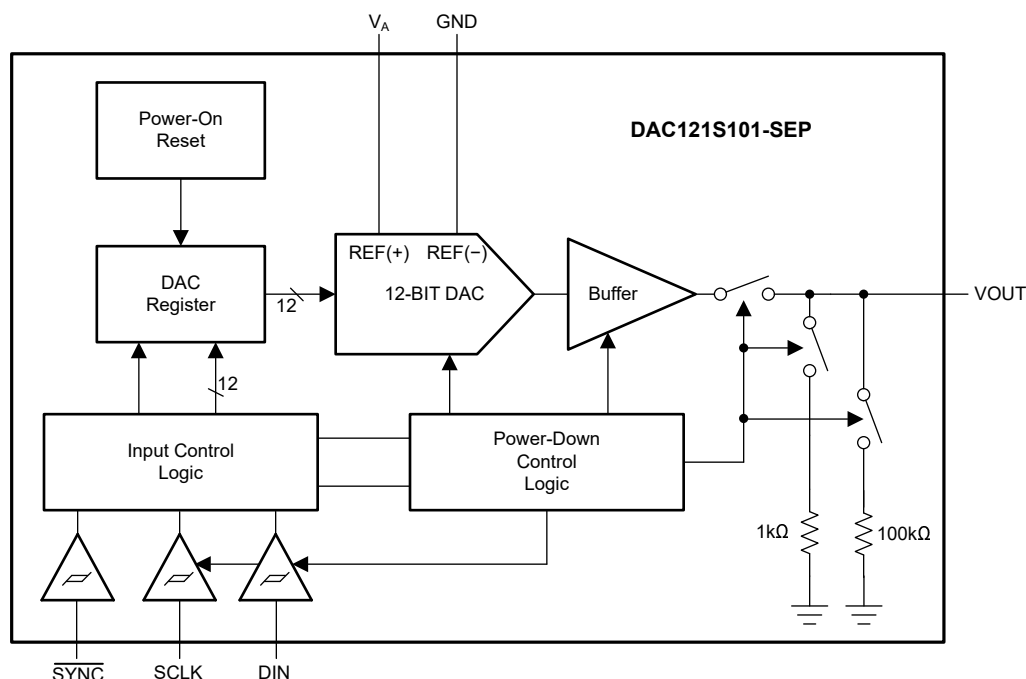 V_A
GND
Power-On
Reset
DAC121S101-SEP
REF(+)
REF(−)
DAC
Register
12
12-BIT DAC
Buffer
VOUT
12
Input Control
Logic
Power-Down
Control
Logic
1kΩ
100kΩ
SYNC
SCLK
DIN